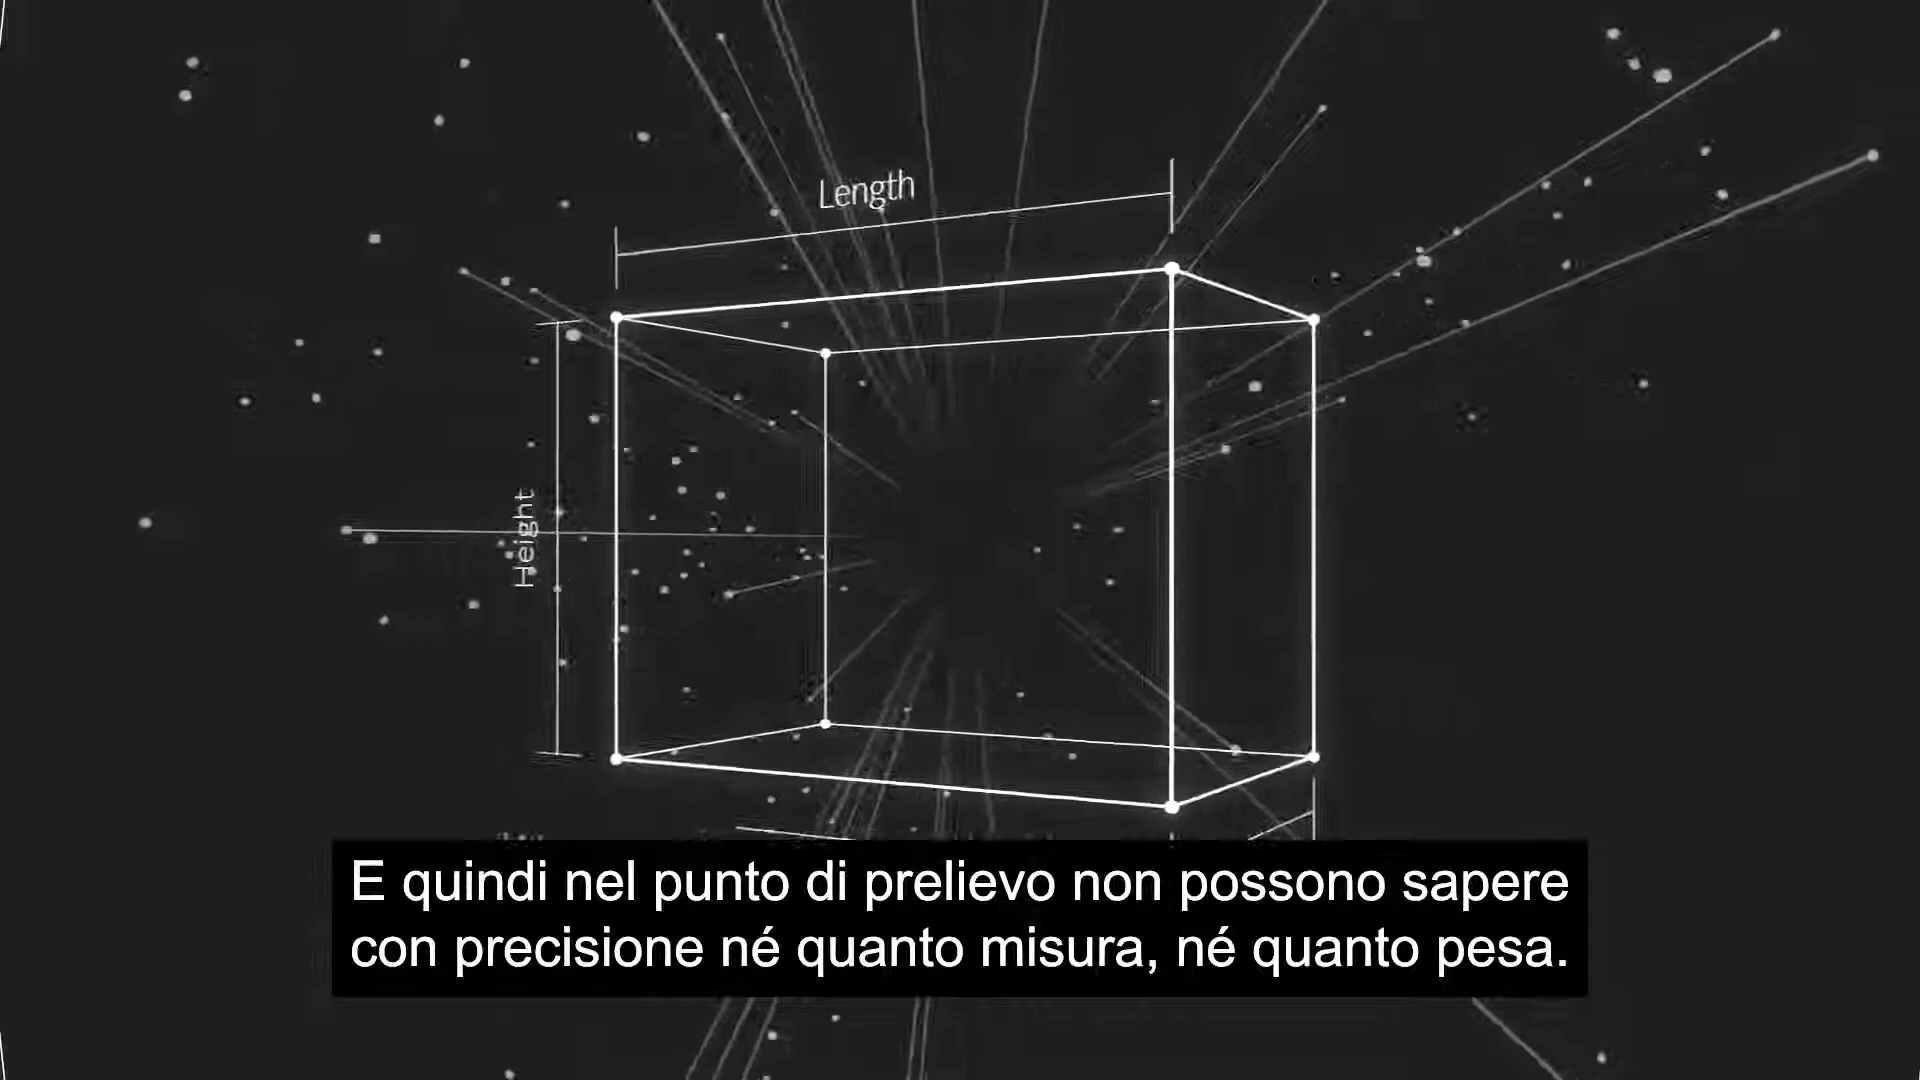 Length
Height
E quindi nel punto di prelievo non possono sapere
con precisione né quanto misura, né quanto pesa.